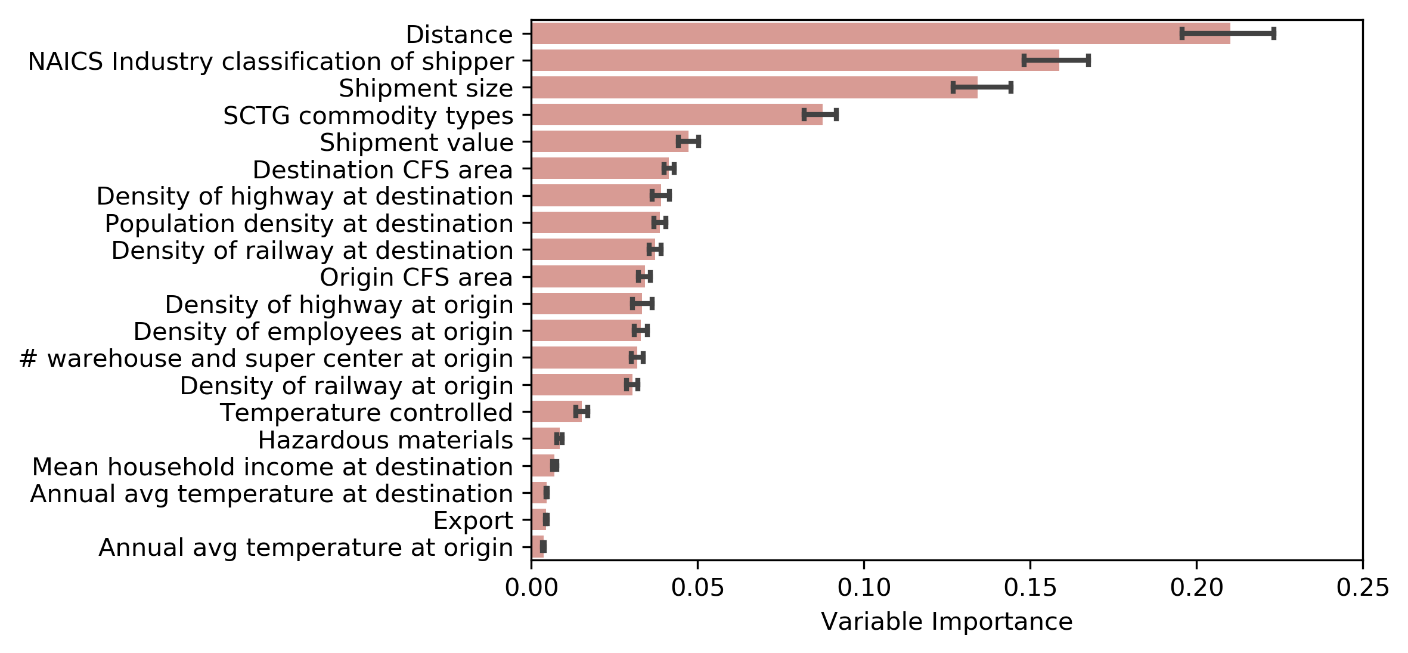 Distance
NAICS Industry classification of shipper
Shipment size
SCTG commodity types
Shipment value
Destination CFS area
Density of highway at destination
Population density at destination
Density of railway at destination
Origin CFS area
Density of highway at origin
Density of employees at origin
# warehouse and super center at origin
Density of railway at origin
Temperature controlled
Hazardous materials
Mean household income at destination
Annual avg temperature at destination
Export
Annual avg temperature at origin
0.00 0.05 0.10 0.15 0.20 0.25
Variable Importance